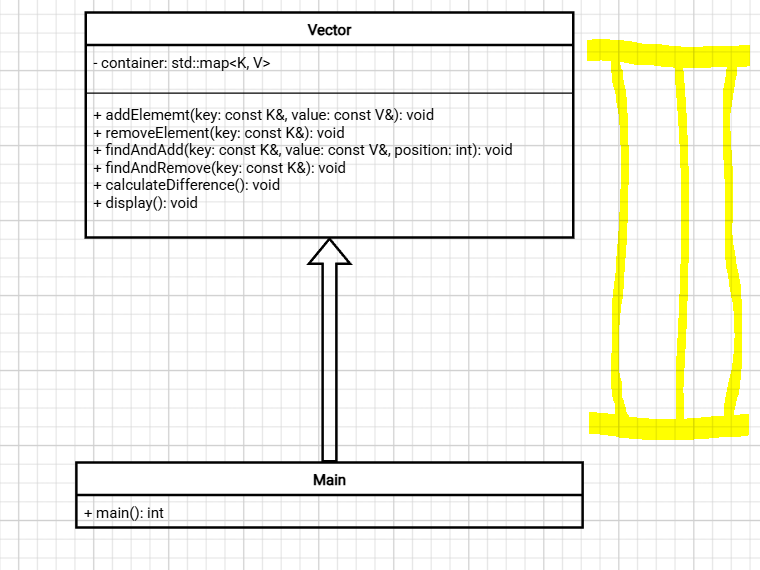 Vector
- container: std::map<K, V>
+ addElememt(key: const K&, value: const V&): void
+ removeElement(key: const K&): void
+ findAndAdd(key: const K&, value: const V&, position: int): void
+ findAndRemove(key: const K&): void
+ calculateDifference(): void
+ display(): void
Main
+ main(): int